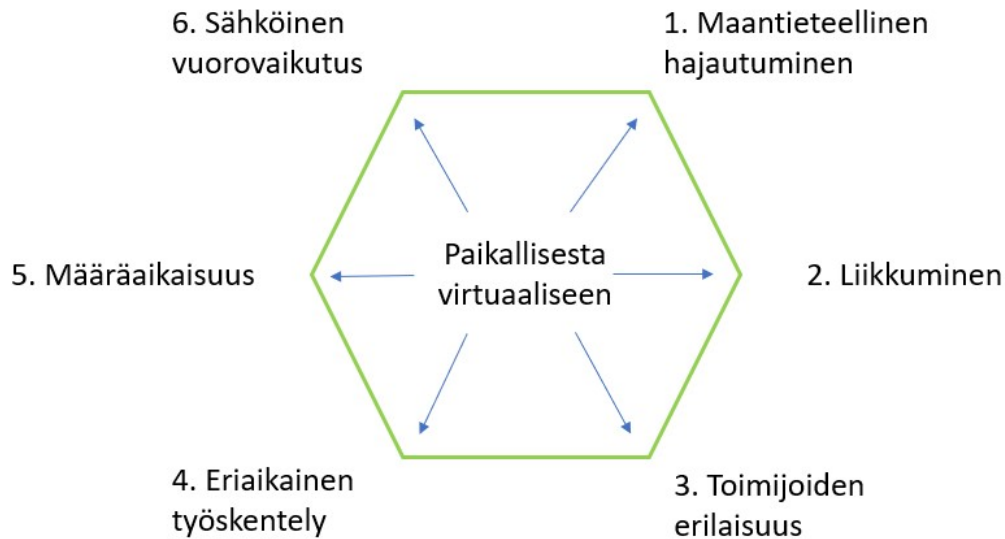 6. Sähköinen
vuorovaikutus
1. Maantieteellinen
hajautuminen
Paikallisesta
virtuaaliseen
5. Määräaikaisuus
2. Liikkuminen
4. Eriaikainen
työskentely
3. Toimijoiden
erilaisuus